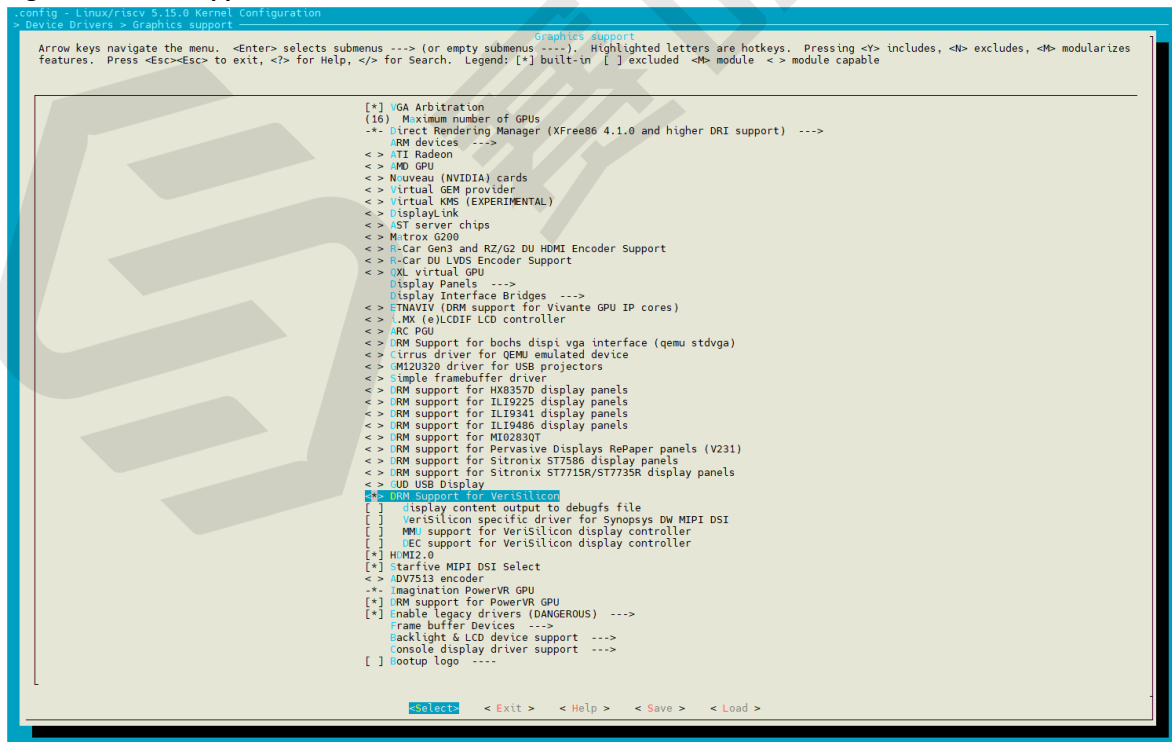 .config - Linux/riscv 5.15.0 Kernel Configuration
> Device Drivers > Graphics support
Graphics support
Arrow keys navigate the menu.  <Enter> selects submenus ---> (or empty submenus ----).  Highlighted letters are hotkeys.  Pressing <Y> includes, <N> excludes, <M> modularizes
features.  Press <Esc><Esc> to exit, <?> for Help, </> for Search.  Legend: [*] built-in  [ ] excluded  <M> module  < > module capable
[*] VGA Arbitration
(16)  Maximum number of GPUs
-*- Direct Rendering Manager (XFree86 4.1.0 and higher DRI support)  --->
ARM devices  --->
< > ATI Radeon
< > AMD GPU
< > Nouveau (NVIDIA) cards
< > Virtual GEM provider
< > Virtual KMS (EXPERIMENTAL)
< > DisplayLink
< > AST server chips
< > Matrox G200
< > R-Car Gen3 and RZ/G2 DU HDMI Encoder Support
< > R-Car DU LVDS Encoder Support
< > QXL virtual GPU
Display Panels  --->
Display Interface Bridges  --->
< > ETNAVIV (DRM support for Vivante GPU IP cores)
< > i.MX (e)LCDIF LCD controller
< > ARC PGU
< > DRM Support for bochs dispi vga interface (qemu stdvga)
< > Cirrus driver for QEMU emulated device
< > GM12U320 driver for USB projectors
< > Simple framebuffer driver
< > DRM support for HX8357D display panels
< > DRM support for ILI9225 display panels
< > DRM support for ILI9341 display panels
< > DRM support for ILI9486 display panels
< > DRM support for MI0283QT
< > DRM support for Pervasive Displays RePaper panels (V231)
< > DRM support for Sitronix ST7586 display panels
< > DRM support for Sitronix ST7715R/ST7735R display panels
< > GUD USB Display
<*> DRM Support for VeriSilicon
[ ]   display content output to debugfs file
[ ]   VeriSilicon specific driver for Synopsys DW MIPI DSI
[ ]   MMU support for VeriSilicon display controller
[ ]   DEC support for VeriSilicon display controller
[*] HDMI2.0
[*] Starfive MIPI DSI Select
< > ADV7513 encoder
-*- Imagination PowerVR GPU
[*] DRM support for PowerVR GPU
[*] Enable legacy drivers (DANGEROUS)  --->
Frame buffer Devices  --->
Backlight & LCD device support  --->
Console display driver support  --->
[ ] Bootup logo  ----
<Select>    < Exit >    < Help >    < Save >    < Load >